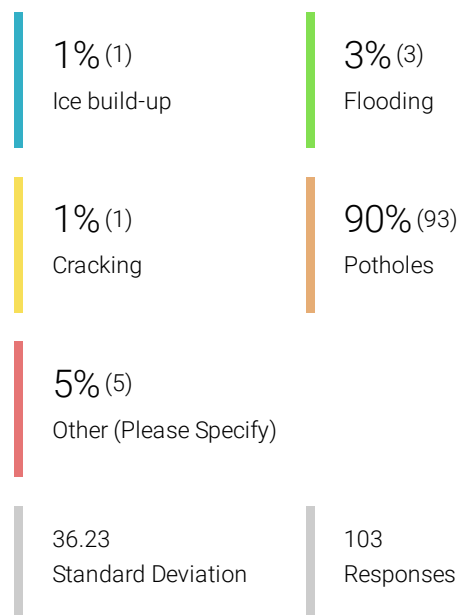 1% (1)
Ice build-up
3% (3)
Flooding
1% (1)
Cracking
90% (93)
Potholes
5% (5)
Other (Please Specify)
36.23
Standard Deviation
103
Responses